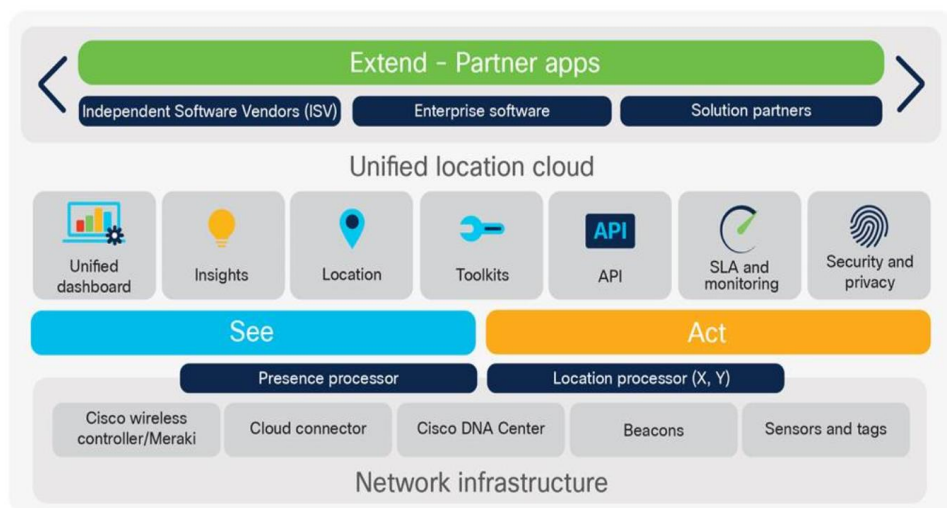 Extend - Partner apps
Independent Software Vendors (ISV)
Enterprise software
Solution partners
Unified location cloud
Unified
dashboard
Insights
Location
Toolkits
API
API
SLA and
monitoring
Security and
privacy
See
Act
Presence processor
Location processor (X, Y)
Cisco wireless
controller/Meraki
Cloud connector
Cisco DNA Center
Beacons
Sensors and tags
Network infrastructure